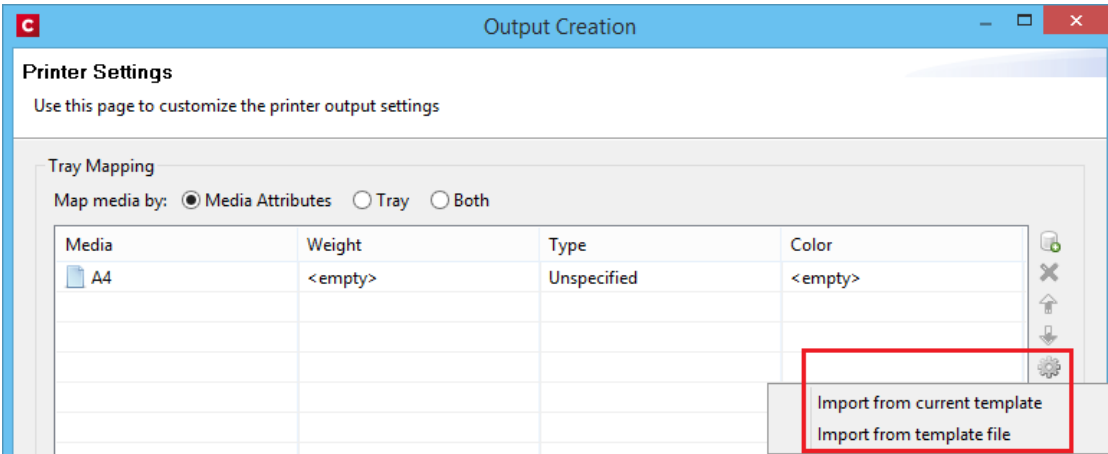 C
Output Creation
Printer Settings
Use this page to customize the printer output settings
Tray Mapping
Map media by: Media Attributes Tray Both
Media Weight Type Color
A4 <empty> Unspecified <empty>
Import from current template
Import from template file